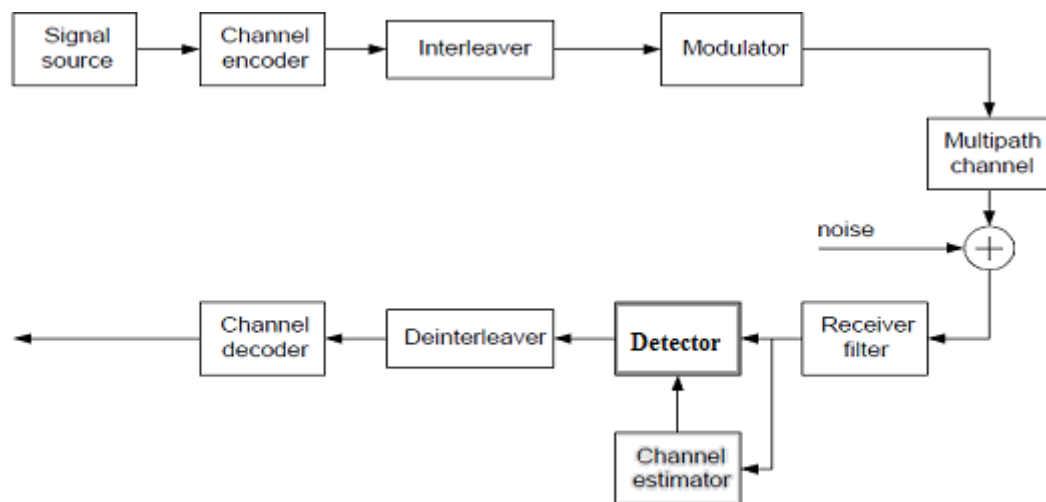 Signal
source
Channel
encoder
Interleaver
Modulator
Multipath
channel
noise
+
Channel
decoder
Deinterleaver
Detector
Receiver
filter
Channel
estimator